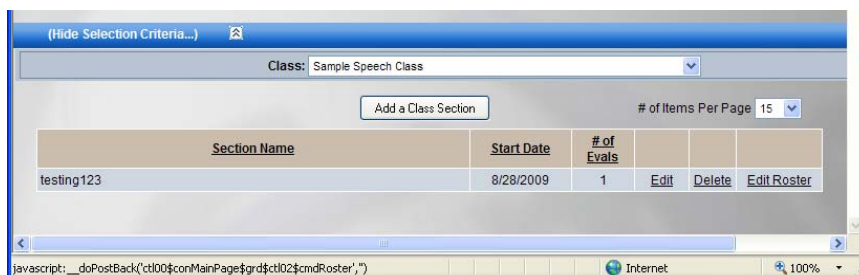 (Hide Selection Criteria...)
Class: Sample Speech Class
Add a Class Section # of Items Per Page 15
Section Name Start Date # of Evals
testing123 8/28/2009 1 Edit Delete Edit Roster
javascript:__doPostBack('ctl00$conMainPage$grd$ctl02$cmdRoster','') Internet 100%